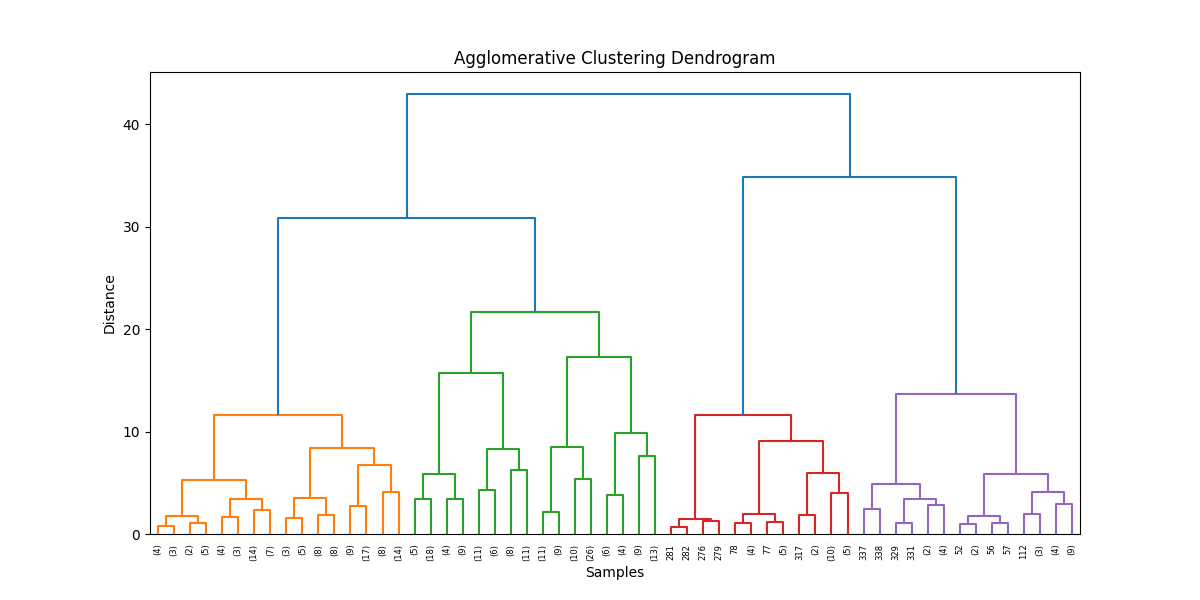 Agglomerative Clustering Dendrogram
40
30
20
10
0
Distance
(4) (3) (2) (5) (4) (3) (14) (7) (3) (5) (8) (8) (9) (17) (8) (14) (5) (18) (4) (9) (11) (6) (8) (11) (11) (9) (10) (26) (6) (4) (9) (13) 281 282 276 279 78 (4) 77 (5) 317 (2) (10) (5) 337 338 329 331 (2) (4) 52 (2) 56 57 112 (3) (4) (9)
Samples